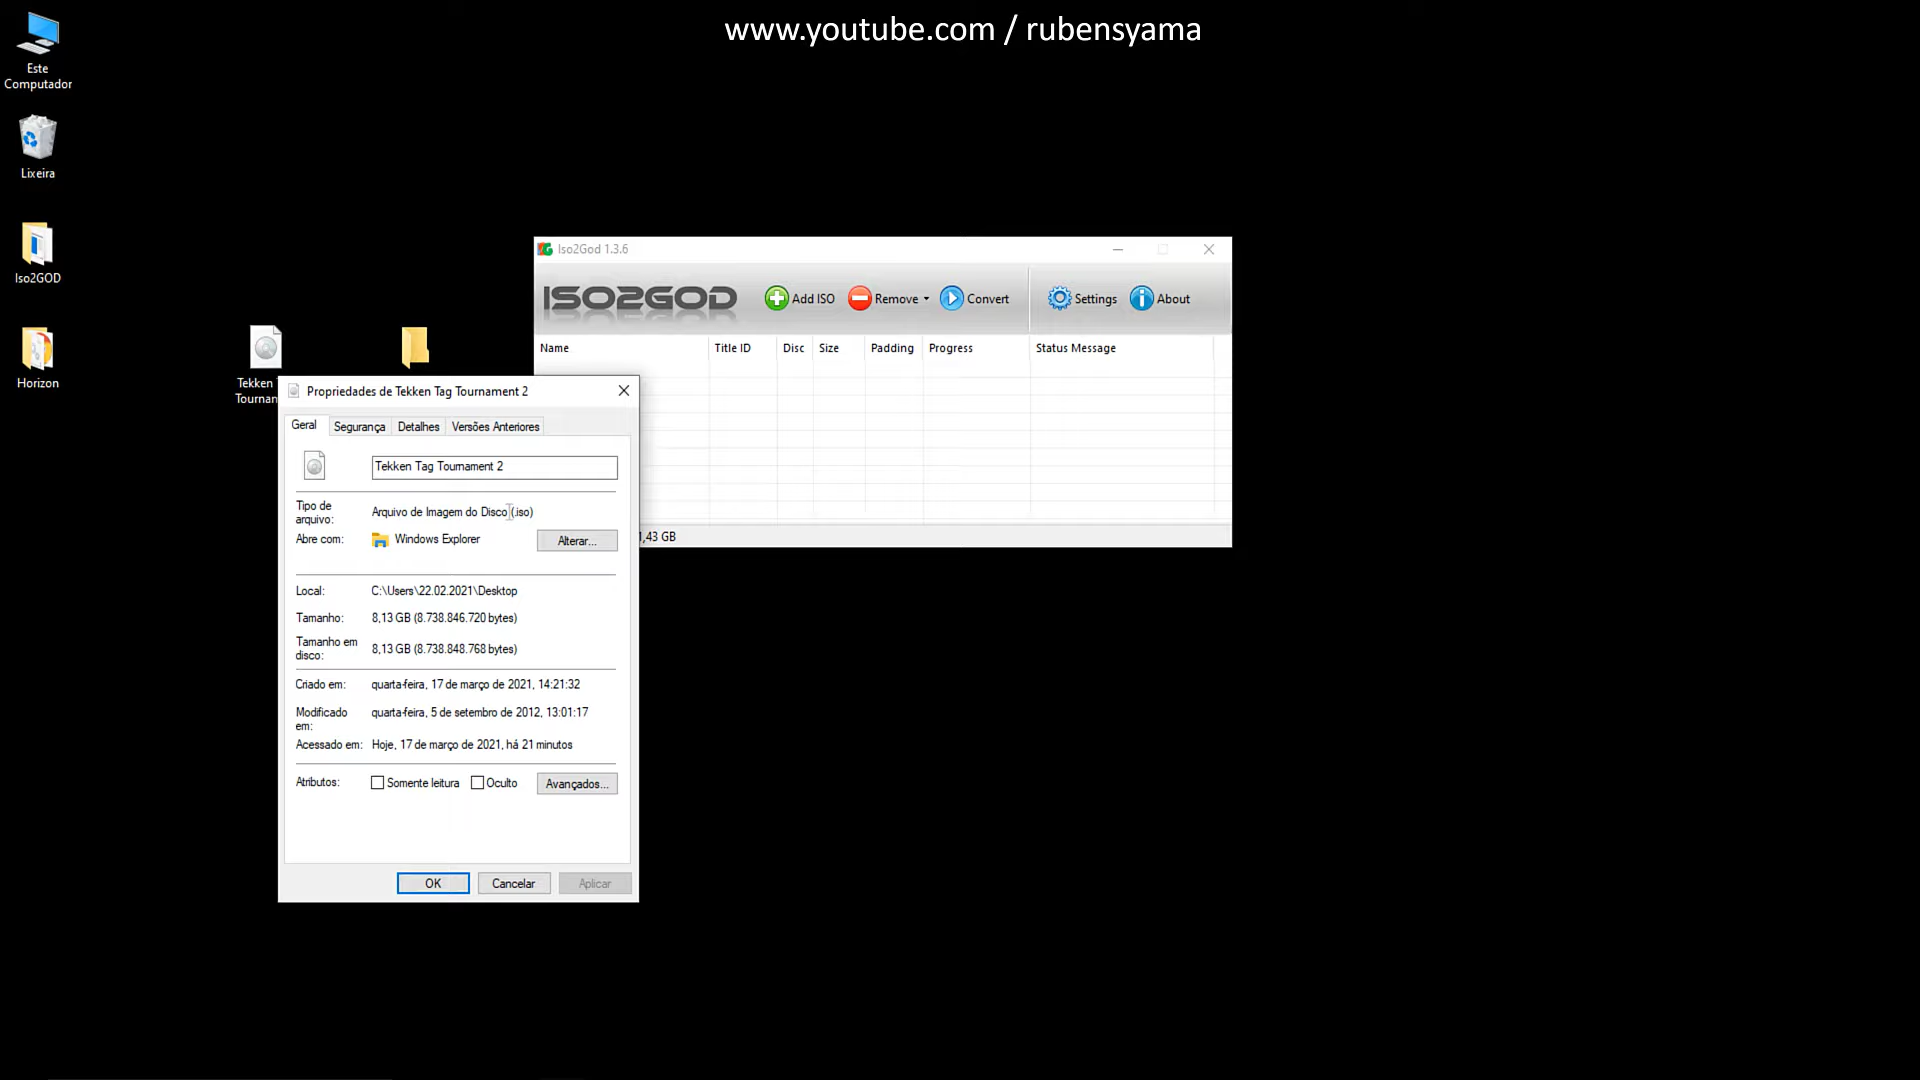 www.youtube.com / rubensyama
Este
Computador
Lixeira
Iso2GOD
Horizon
Tekken
Tournam
Iso2God 1.3.6
ISO2GOD
Add ISO
Remove
Convert
Settings
About
Name
Title ID
Disc
Size
Padding
Progress
Status Message
1,43 GB
Propriedades de Tekken Tag Tournament 2
Geral
Segurança
Detalhes
Versões Anteriores
Tekken Tag Tournament 2
Tipo de
arquivo:
Arquivo de Imagem do Disco (.iso)
Abre com:
Windows Explorer
Alterar...
Local:
C:\Users\22.02.2021\Desktop
Tamanho:
8,13 GB (8.738.846.720 bytes)
Tamanho em
disco:
8,13 GB (8.738.848.768 bytes)
Criado em:
quarta-feira, 17 de março de 2021, 14:21:32
Modificado
em:
quarta-feira, 5 de setembro de 2012, 13:01:17
Acessado em:
Hoje, 17 de março de 2021, há 21 minutos
Atributos:
Somente leitura
Oculto
Avançados...
OK
Cancelar
Aplicar